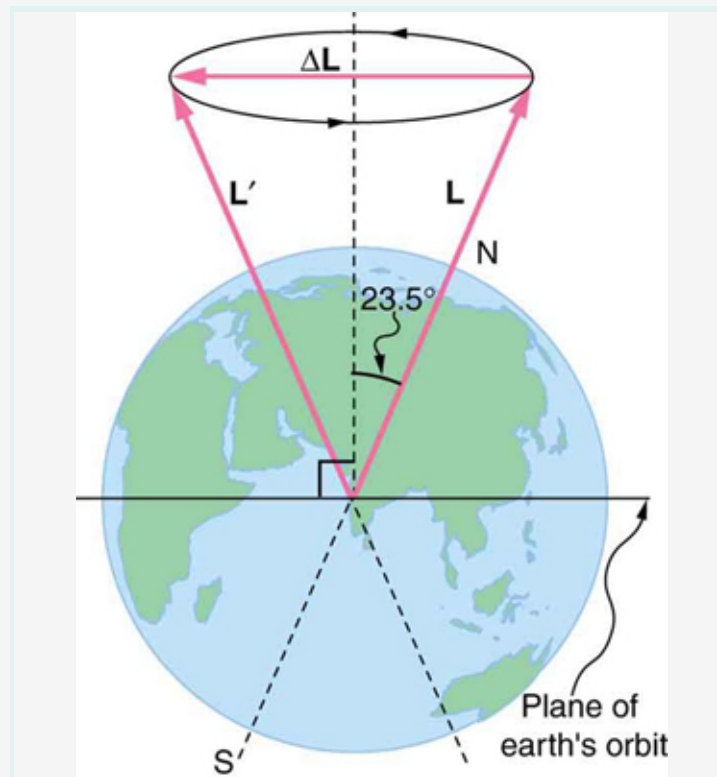 ΔL
L′
L
N
23.5°
Plane of
earth's orbit
S